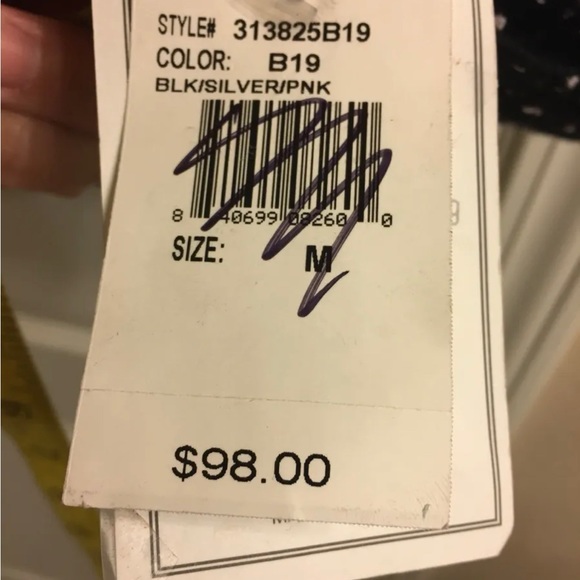 STYLE# 313825B19
COLOR: B19
BLK/SILVER/PNK
8 40699 08260 0
SIZE: M
$98.00